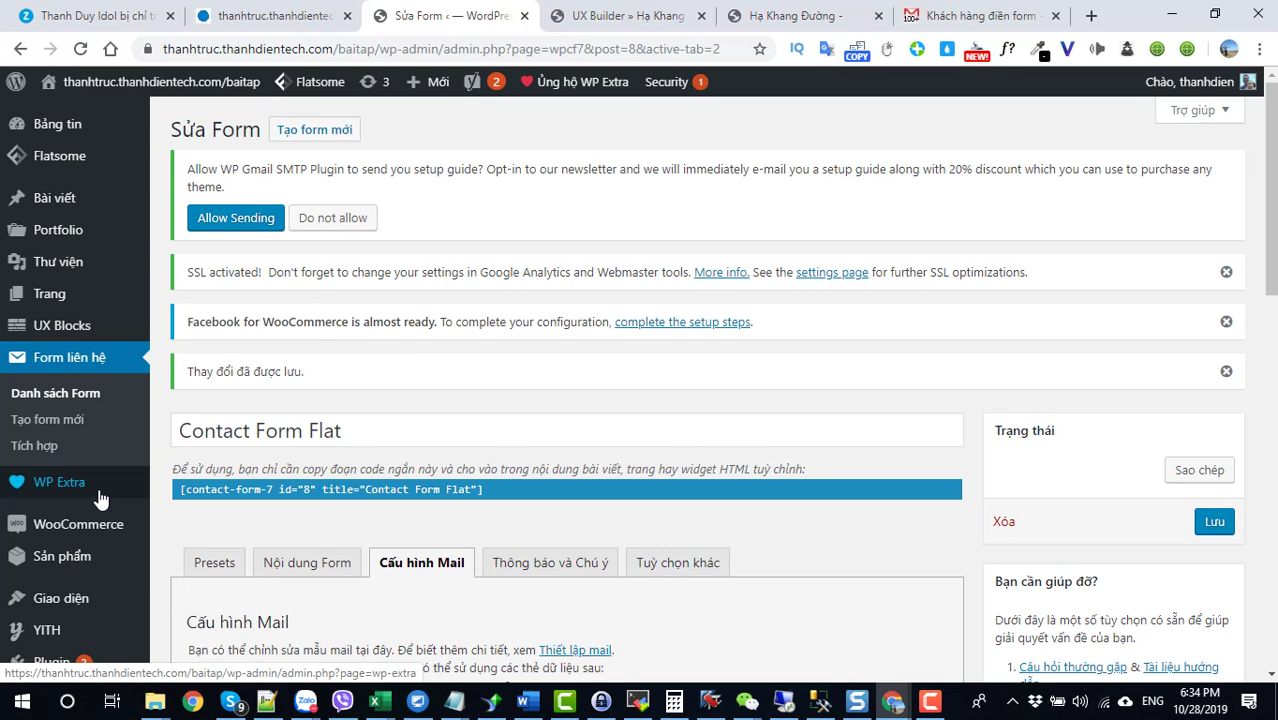 Thanh Duy Idol bị chỉ t
thanhtruc.thanhdientech
Sửa Form ‹ — WordPres
UX Builder » Hạ Khang
Hạ Khang Đường -
Khách hàng điền form -
thanhtruc.thanhdientech.com/baitap/wp-admin/admin.php?page=wpcf7&post=8&active-tab=2
thanhtruc.thanhdientech.com/baitap
Flatsome
3
Mới
2
Ủng hộ WP Extra
Security 1
Chào, thanhdien
Bảng tin
Flatsome
Bài viết
Portfolio
Thư viện
Trang
UX Blocks
Form liên hệ
Danh sách Form
Tạo form mới
Tích hợp
WP Extra
WooCommerce
Sản phẩm
Giao diện
YITH
Plugin 2
Trợ giúp
Sửa Form
Tạo form mới
Allow WP Gmail SMTP Plugin to send you setup guide? Opt-in to our newsletter and we will immediately e-mail you a setup guide along with 20% discount which you can use to purchase any
theme.
Allow Sending
Do not allow
SSL activated! Don't forget to change your settings in Google Analytics and Webmaster tools. More info. See the settings page for further SSL optimizations.
Facebook for WooCommerce is almost ready. To complete your configuration, complete the setup steps.
Thay đổi đã được lưu.
Contact Form Flat
Để sử dụng, bạn chỉ cần copy đoạn code ngắn này và cho vào trong nội dung bài viết, trang hay widget HTML tuỳ chỉnh:
[contact-form-7 id="8" title="Contact Form Flat"]
Presets
Nội dung Form
Cấu hình Mail
Thông báo và Chú ý
Tuỳ chọn khác
Cấu hình Mail
Bạn có thể chỉnh sửa mẫu mail tại đây. Để biết thêm chi tiết, xem Thiết lập mail.
có thể sử dụng các thẻ dữ liệu sau:
Trạng thái
Sao chép
Xóa
Lưu
Bạn cần giúp đỡ?
Dưới đây là một số tùy chọn có sẵn để giúp
giải quyết vấn đề của bạn.
1. Câu hỏi thường gặp & Tài liệu hướng
https://thanhtruc.thanhdientech.com/baitap/wp-admin/admin.php?page=wp-extra
ENG
6:34 PM
10/28/2019